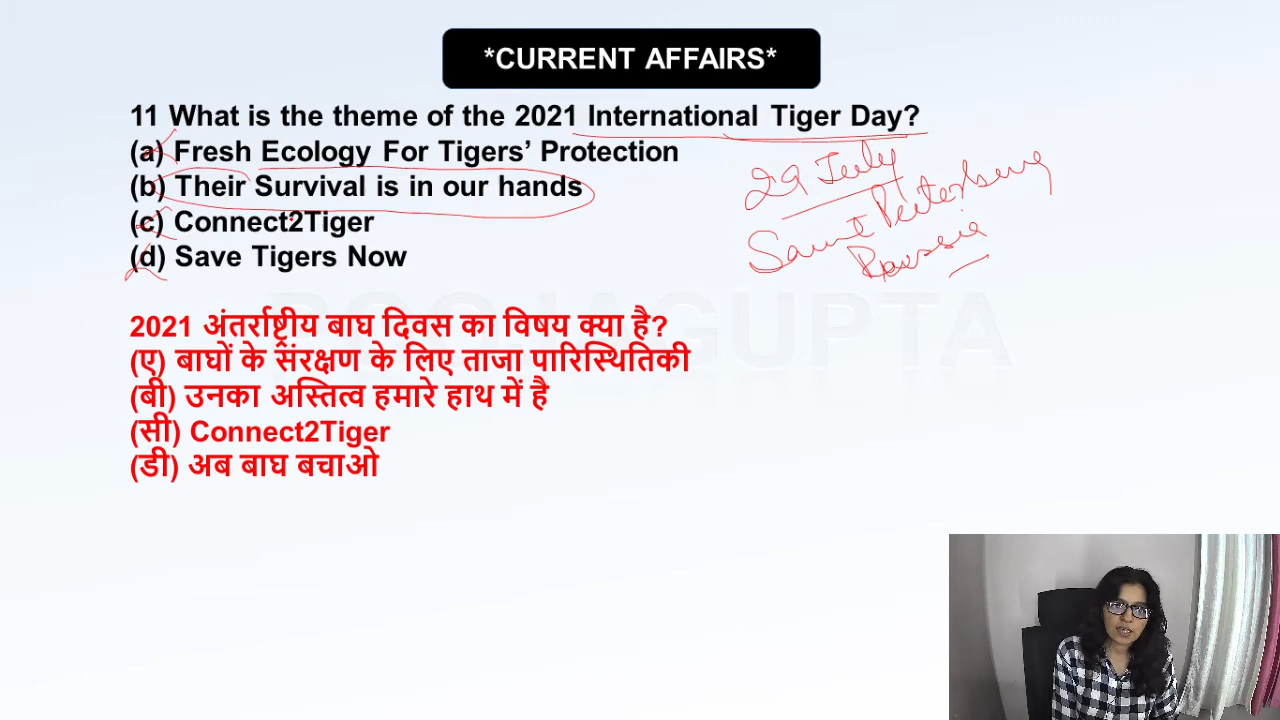 *CURRENT AFFAIRS*
11 What is the theme of the 2021 International Tiger Day?
(a) Fresh Ecology For Tigers’ Protection
(b) Their Survival is in our hands
(c) Connect2Tiger
(d) Save Tigers Now
29 July
Saint Peterburg
Russia
POOJAGUPTA
2021 अंतर्राष्ट्रीय बाघ दिवस का विषय क्या है?
(ए) बाघों के संरक्षण के लिए ताजा पारिस्थितिकी
(बी) उनका अस्तित्व हमारे हाथ में है
(सी) Connect2Tiger
(डी) अब बाघ बचाओ